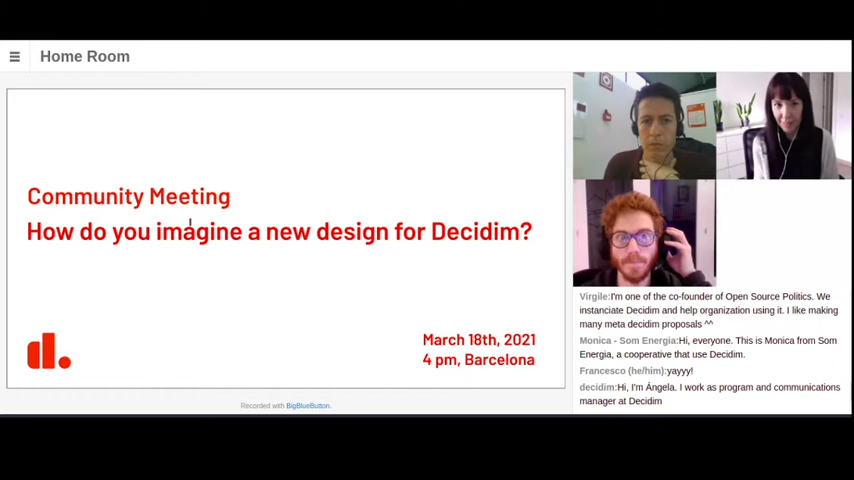 Home Room
Community Meeting
How do you imagine a new design for Decidim?
d.
March 18th, 2021
4 pm, Barcelona
Recorded with BigBlueButton.
Virgile:I'm one of the co-founder of Open Source Politics. We
instanciate Decidim and help organization using it. I like making
many meta decidim proposals ^^
Monica - Som Energia:Hi, everyone. This is Monica from Som
Energia, a cooperative that use Decidim.
Francesco (he/him):yayyy!
decidim:Hi, I'm Ángela. I work as program and communications
manager at Decidim